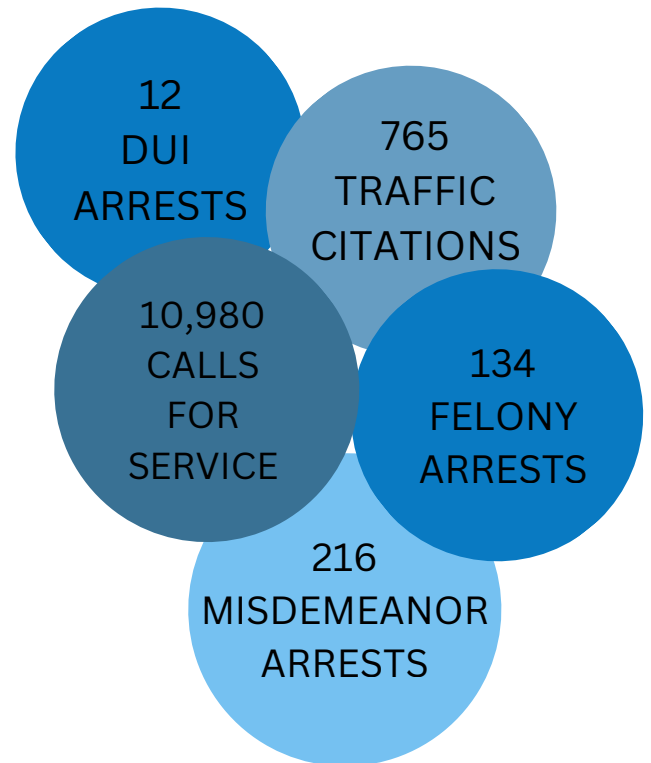 12
DUI
ARRESTS
765
TRAFFIC
CITATIONS
10,980
CALLS
FOR
SERVICE
134
FELONY
ARRESTS
216
MISDEMEANOR
ARRESTS